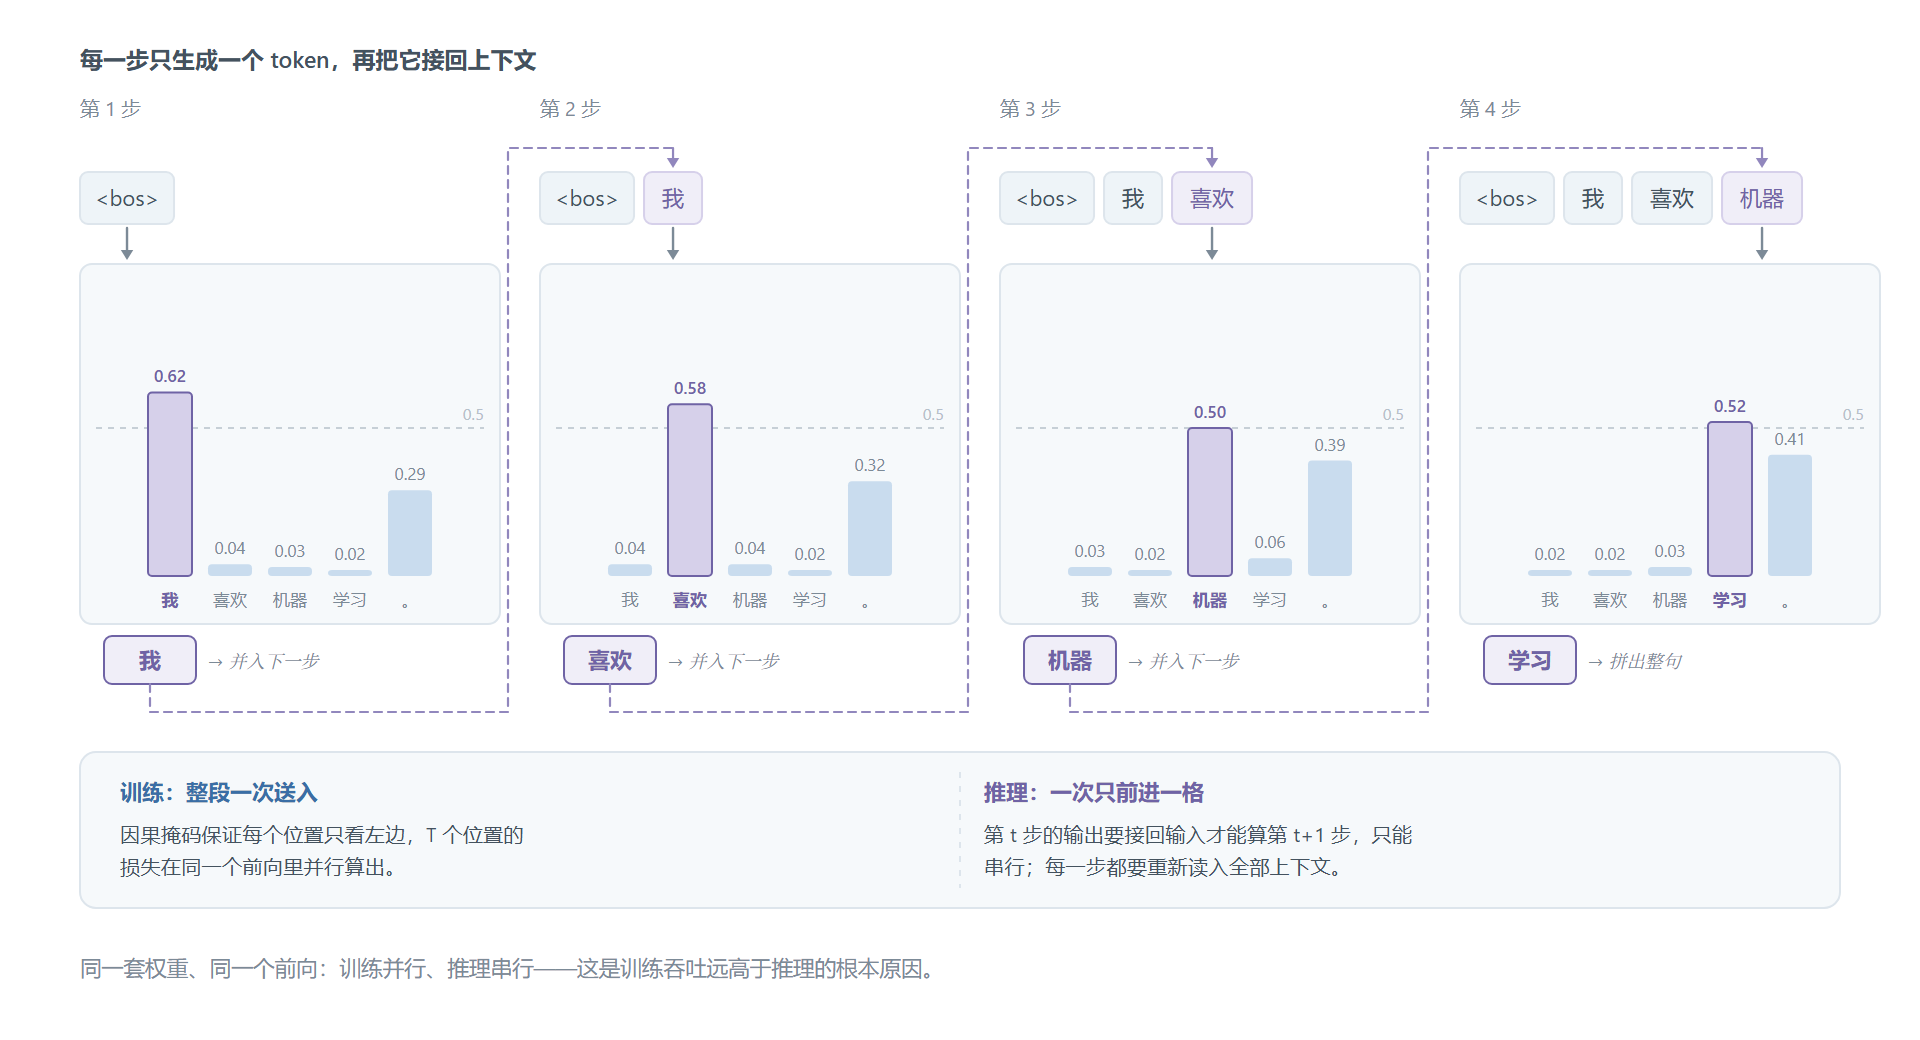 每一步只生成一个 token，再把它接回上下文
第 1 步
第 2 步
第 3 步
第 4 步
<bos>
<bos> 我
<bos> 我 喜欢
<bos> 我 喜欢 机器
0.5
0.62
0.04
0.03
0.02
0.29
我 喜欢 机器 学习 。
0.5
0.04
0.58
0.04
0.02
0.32
我 喜欢 机器 学习 。
0.5
0.03
0.02
0.50
0.06
0.39
我 喜欢 机器 学习 。
0.5
0.02
0.02
0.03
0.52
0.41
我 喜欢 机器 学习 。
我 → 并入下一步
喜欢 → 并入下一步
机器 → 并入下一步
学习 → 拼出整句
训练：整段一次送入
因果掩码保证每个位置只看左边，T 个位置的
损失在同一个前向里并行算出。
推理：一次只前进一格
第 t 步的输出要接回输入才能算第 t+1 步，只能
串行；每一步都要重新读入全部上下文。
同一套权重、同一个前向：训练并行、推理串行——这是训练吞吐远高于推理的根本原因。